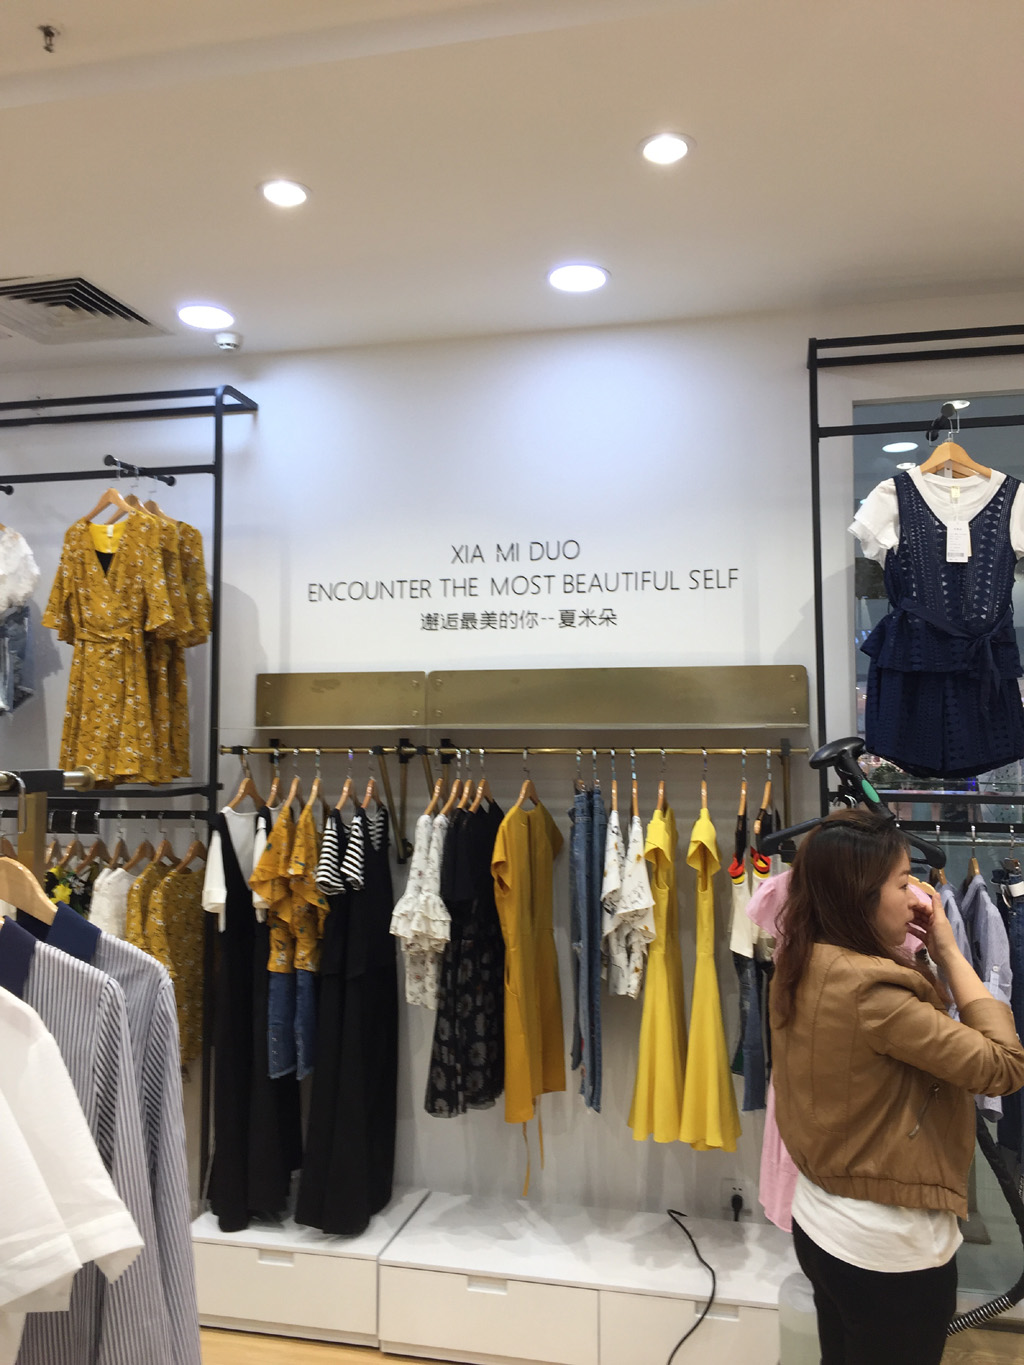 XIA MI DUO
ENCOUNTER THE MOST BEAUTIFUL SELF
邂逅最美的你--夏米朵